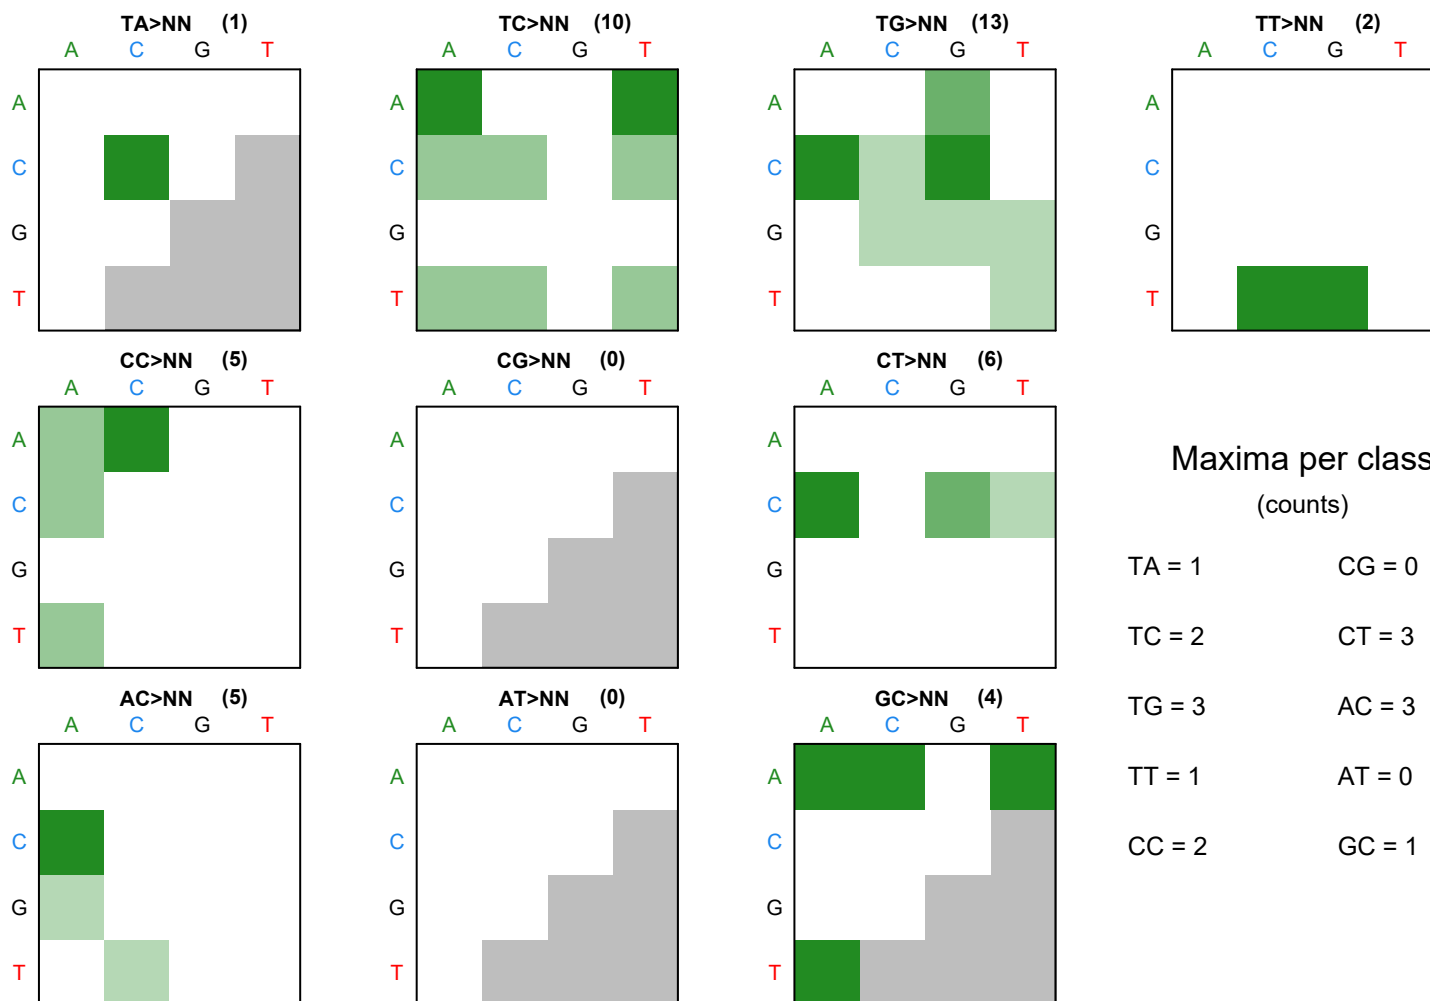 TA>NN (1) TC>NN (10) TG>NN (13) TT>NN (2)
A C G T A C G T A C G T A C G T
A A A A
C C C C
G G G G
T T T T
CC>NN (5) CG>NN (0) CT>NN (6)
A C G T A C G T A C G T
A A A
C C C
G G G
T T T
Maxima per class
(counts)
TA = 1 CG = 0
TC = 2 CT = 3
TG = 3 AC = 3
TT = 1 AT = 0
CC = 2 GC = 1
AC>NN (5) AT>NN (0) GC>NN (4)
A C G T A C G T A C G T
A A A
C C C
G G G
T T T